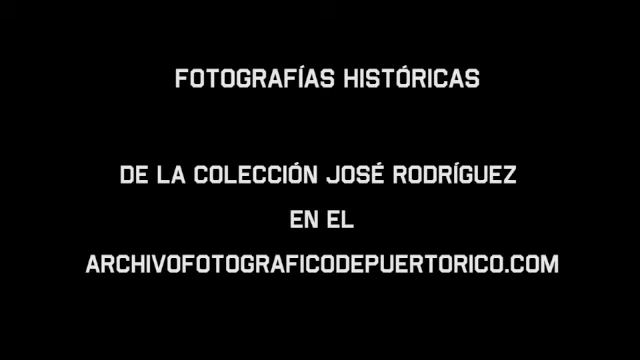 FOTOGRAFÍAS HISTÓRICAS
DE LA COLECCIÓN JOSÉ RODRÍGUEZ
EN EL
ARCHIVOFOTOGRAFICODEPUERTORICO.COM